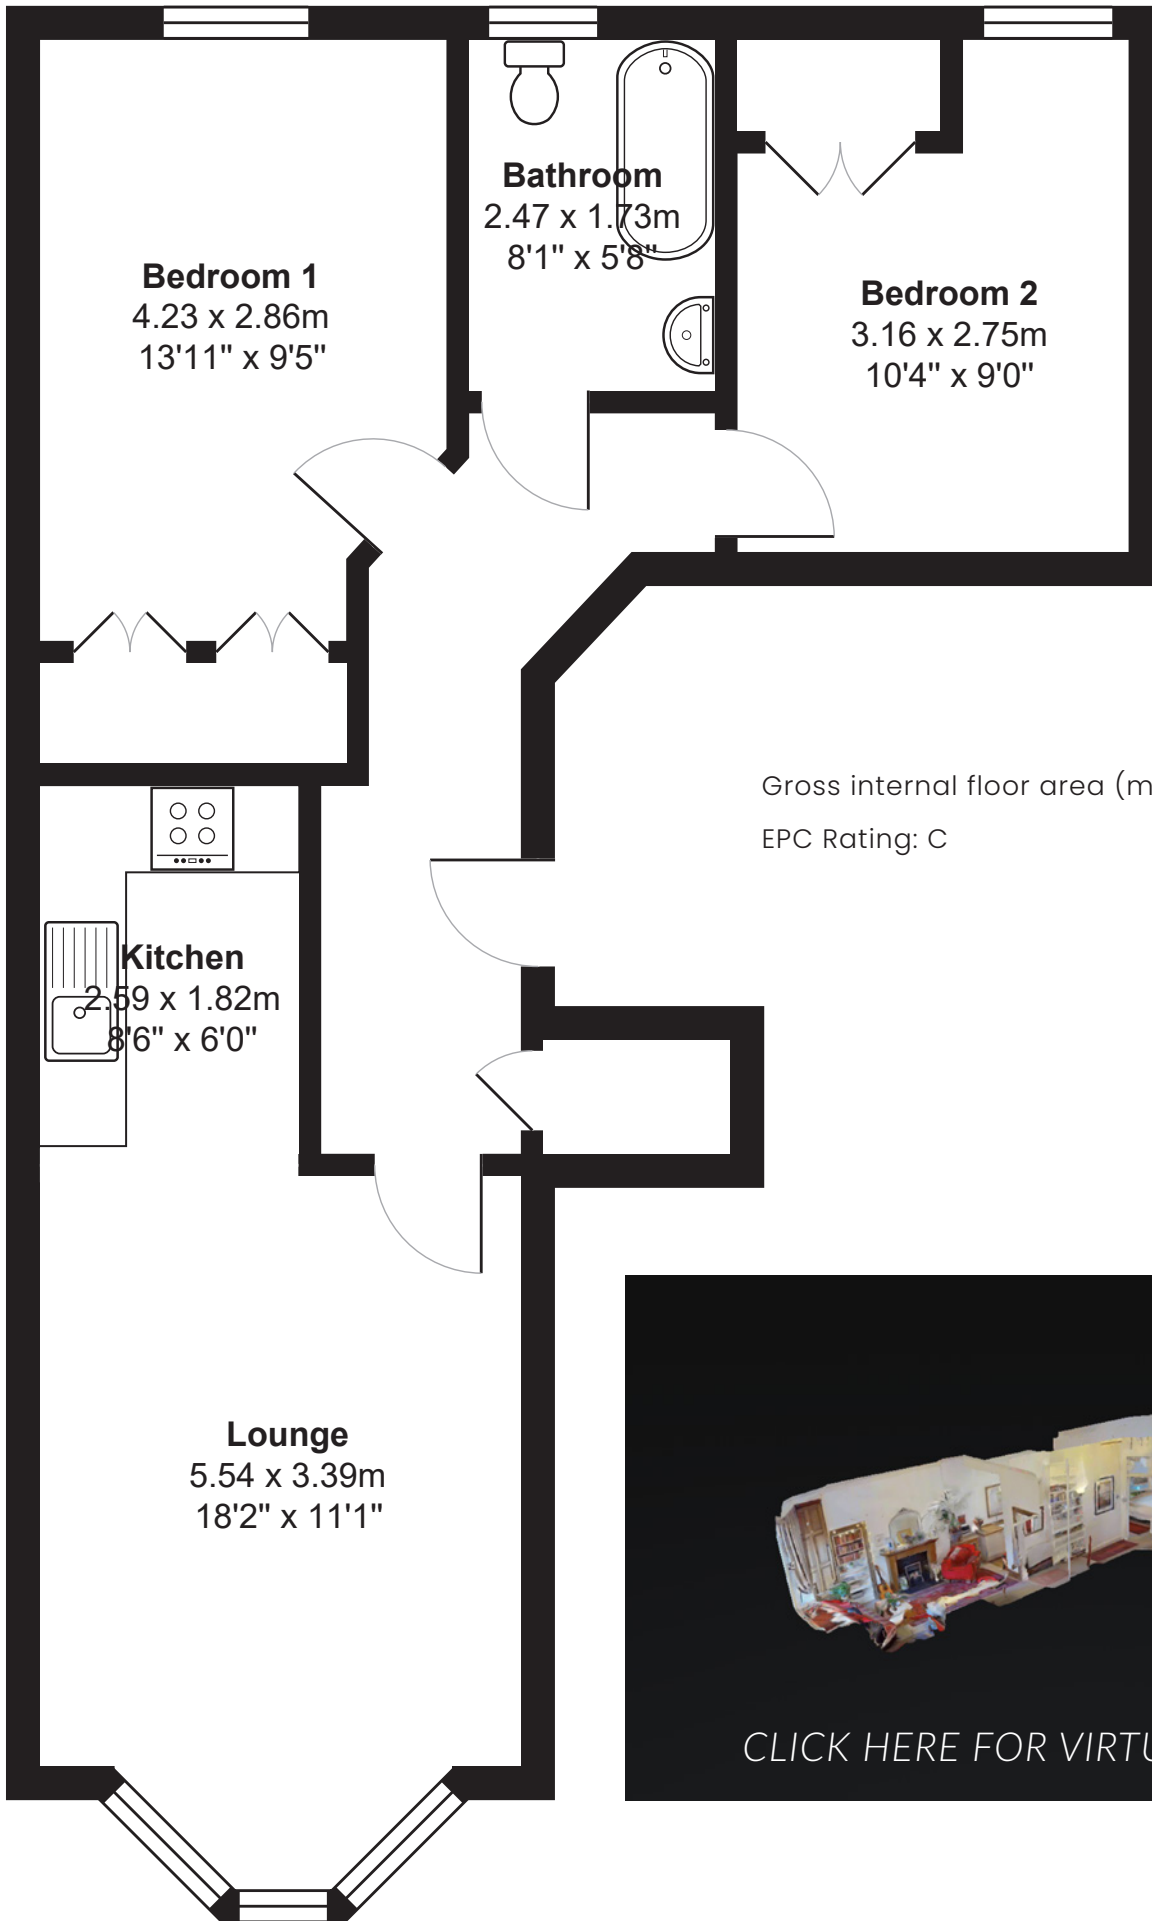 Bathroom
2.47 x 1.73m
8'1" x 5'8"
Bedroom 1
4.23 x 2.86m
13'11" x 9'5"
Bedroom 2
3.16 x 2.75m
10'4" x 9'0"
Gross internal floor area (m
EPC Rating: C
Kitchen
2.59 x 1.82m
8'6" x 6'0"
Lounge
5.54 x 3.39m
18'2" x 11'1"
CLICK HERE FOR VIRTU